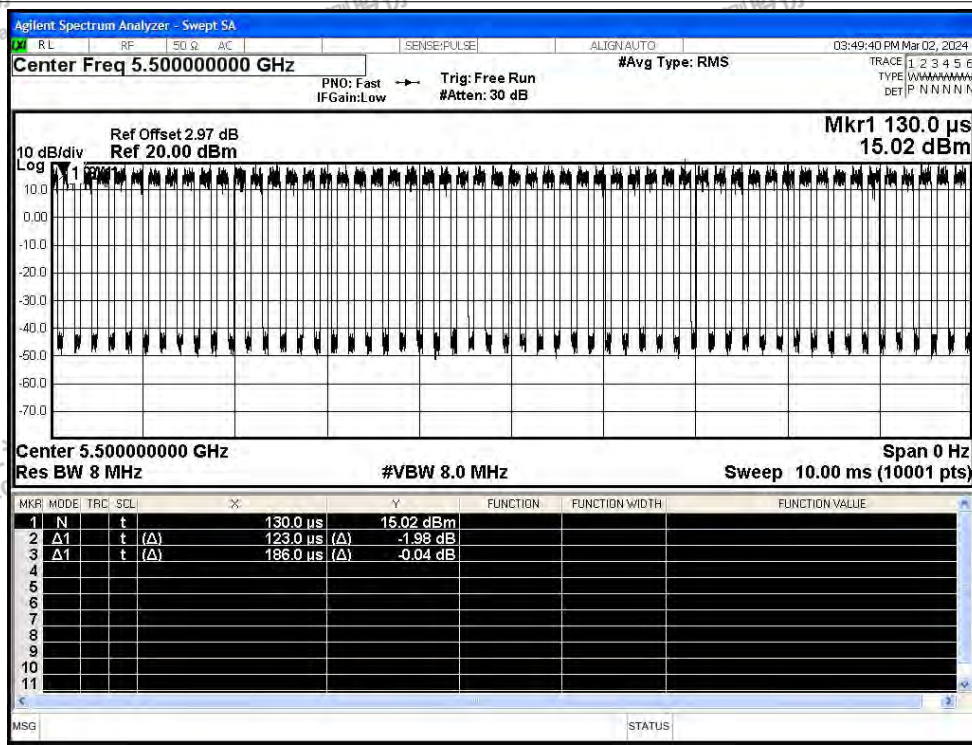 Agilent Spectrum Analyzer - Swept SA
RL RF 50 Ω AC SENSE:PULSE ALIGN AUTO 03:49:40 PM Mar 02, 2024
Center Freq 5.500000000 GHz #Avg Type: RMS TRACE 1 2 3 4 5 6
PNO: Fast Trig: Free Run TYPE
IFGain:Low #Atten: 30 dB DET P N N N N N
Mkr1 130.0 µs
Ref Offset 2.97 dB
10 dB/div Ref 20.00 dBm 15.02 dBm
Log
1
10.0
0.00
-10.0
-20.0
-30.0
-40.0
-50.0
-60.0
-70.0
Center 5.500000000 GHz Span 0 Hz
Res BW 8 MHz #VBW 8.0 MHz Sweep 10.00 ms (10001 pts)
MKR MODE TRC SCL X Y FUNCTION FUNCTION WIDTH FUNCTION VALUE
1 N t 130.0 µs 15.02 dBm
2 Δ1 t (Δ) 123.0 µs (Δ) -1.98 dB
3 Δ1 t (Δ) 186.0 µs (Δ) -0.04 dB
4
5
6
7
8
9
10
11
MSG STATUS